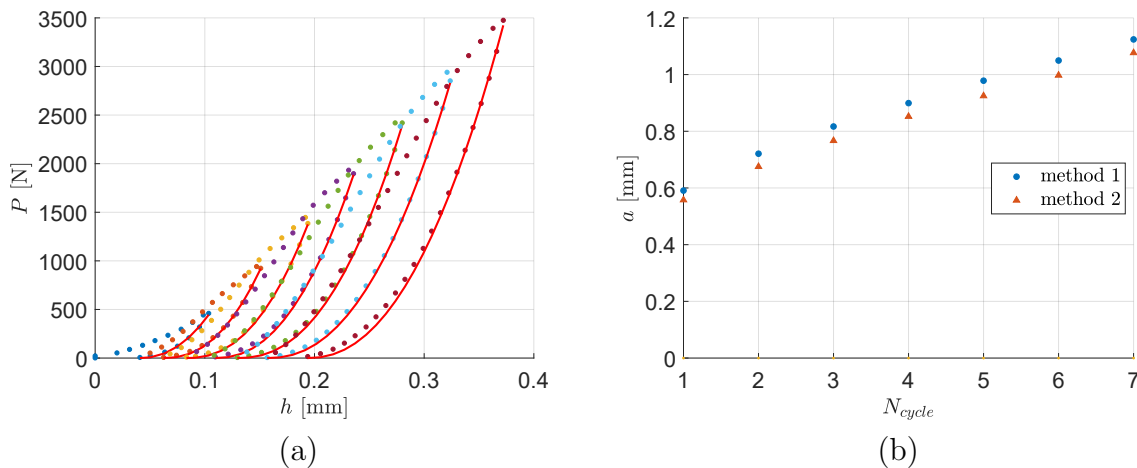 3500
3000
2500
2000
1500
1000
500
0
P [N]
0 0.1 0.2 0.3 0.4
h [mm]
(a)
1.2
1
0.8
0.6
0.4
0.2
0
a [mm]
method 1
method 2
1 2 3 4 5 6 7
N_cycle
(b)